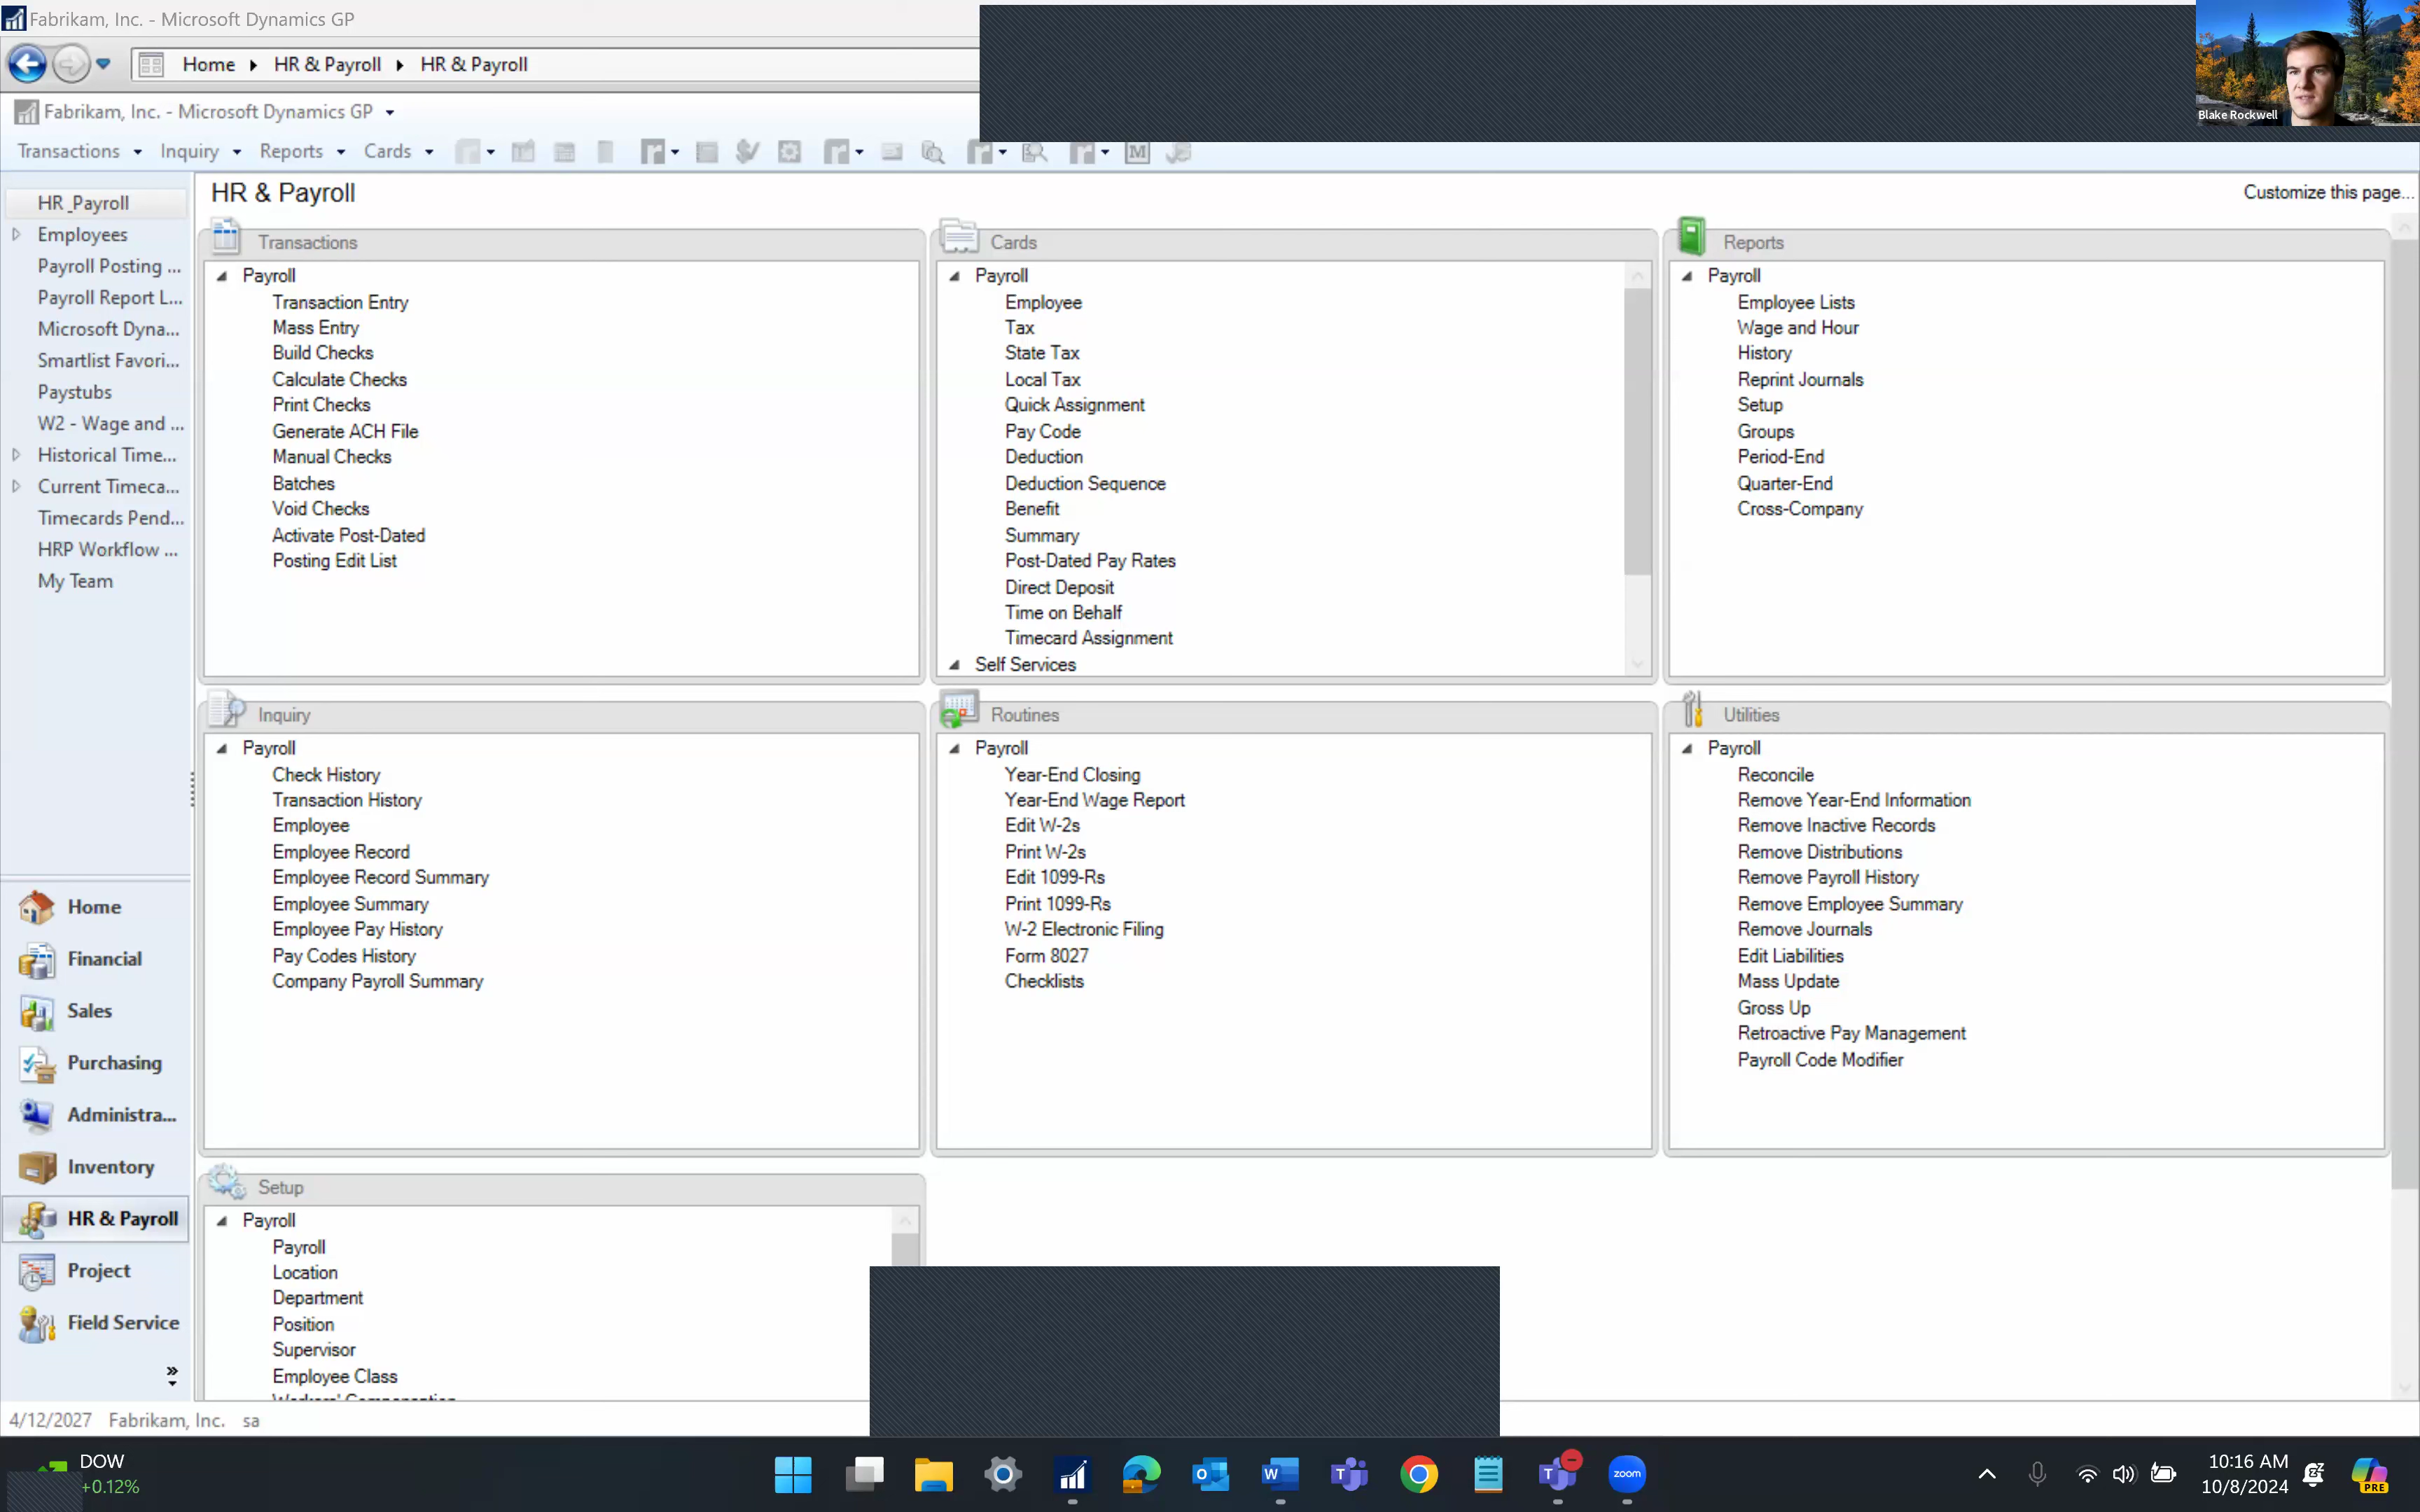 Fabrikam, Inc. - Microsoft Dynamics GP
Home HR & Payroll HR & Payroll
Blake Rockwell
Fabrikam, Inc. - Microsoft Dynamics GP
Transactions Inquiry Reports Cards
HR_Payroll
Employees
Payroll Posting ...
Payroll Report L...
Microsoft Dyna...
Smartlist Favori...
Paystubs
W2 - Wage and ...
Historical Time...
Current Timeca...
Timecards Pend...
HRP Workflow ...
My Team
Home
Financial
Sales
Purchasing
Administra...
Inventory
HR & Payroll
Project
Field Service
HR & Payroll
Customize this page...
Transactions
Payroll
Transaction Entry
Mass Entry
Build Checks
Calculate Checks
Print Checks
Generate ACH File
Manual Checks
Batches
Void Checks
Activate Post-Dated
Posting Edit List
Cards
Payroll
Employee
Tax
State Tax
Local Tax
Quick Assignment
Pay Code
Deduction
Deduction Sequence
Benefit
Summary
Post-Dated Pay Rates
Direct Deposit
Time on Behalf
Timecard Assignment
Self Services
Reports
Payroll
Employee Lists
Wage and Hour
History
Reprint Journals
Setup
Groups
Period-End
Quarter-End
Cross-Company
Inquiry
Payroll
Check History
Transaction History
Employee
Employee Record
Employee Record Summary
Employee Summary
Employee Pay History
Pay Codes History
Company Payroll Summary
Routines
Payroll
Year-End Closing
Year-End Wage Report
Edit W-2s
Print W-2s
Edit 1099-Rs
Print 1099-Rs
W-2 Electronic Filing
Form 8027
Checklists
Utilities
Payroll
Reconcile
Remove Year-End Information
Remove Inactive Records
Remove Distributions
Remove Payroll History
Remove Employee Summary
Remove Journals
Edit Liabilities
Mass Update
Gross Up
Retroactive Pay Management
Payroll Code Modifier
Setup
Payroll
Payroll
Location
Department
Position
Supervisor
Employee Class
Workers' Compensation
4/12/2027 Fabrikam, Inc. sa
DOW
+0.12%
zoom
10:16 AM
10/8/2024
PRE